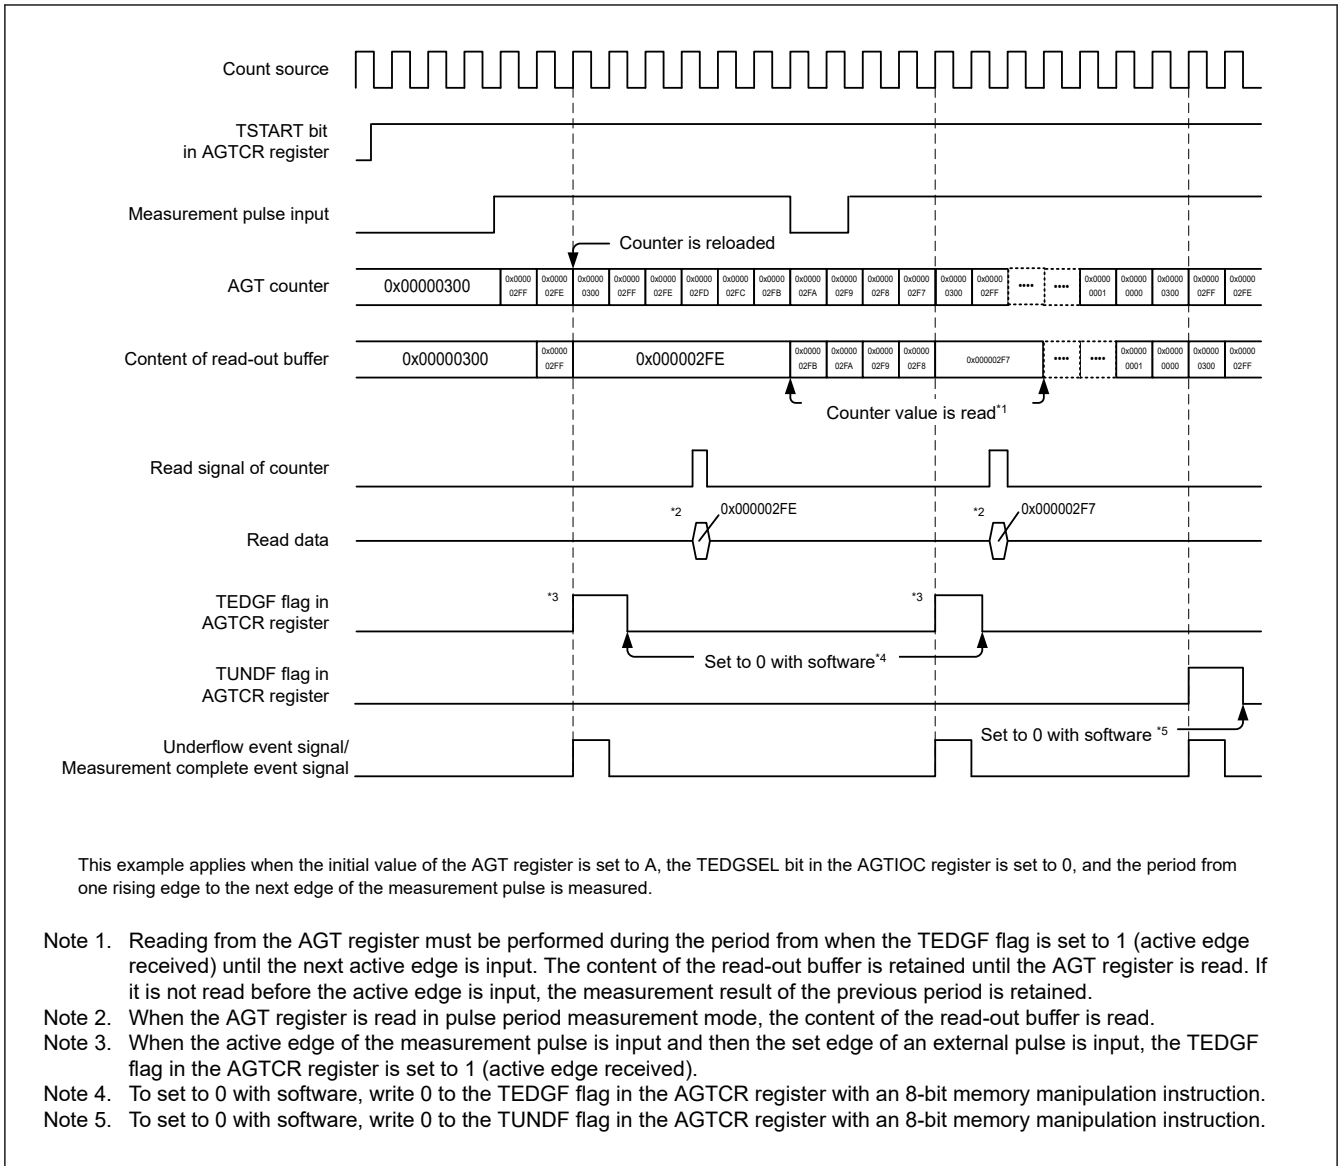 Count source
TSTART bit
in AGTCR register
Measurement pulse input
Counter is reloaded
AGT counter
0x00000300
0x0000 02FF
0x0000 02FE
0x0000 0300
0x0000 02FF
0x0000 02FE
0x0000 02FD
0x0000 02FC
0x0000 02FB
0x0000 02FA
0x0000 02F9
0x0000 02F8
0x0000 02F7
0x0000 0300
0x0000 02FF
••••
••••
0x0000 0001
0x0000 0000
0x0000 0300
0x0000 02FF
0x0000 02FE
Content of read-out buffer
0x00000300
0x0000 02FF
0x000002FE
0x0000 02FB
0x0000 02FA
0x0000 02F9
0x0000 02F8
0x000002F7
••••
••••
0x0000 0001
0x0000 0000
0x0000 0300
0x0000 02FF
Counter value is read*1
Read signal of counter
*2
0x000002FE
*2
0x000002F7
Read data
TEDGF flag in
AGTCR register
*3
*3
Set to 0 with software*4
TUNDF flag in
AGTCR register
Set to 0 with software *5
Underflow event signal/
Measurement complete event signal
This example applies when the initial value of the AGT register is set to A, the TEDGSEL bit in the AGTIOC register is set to 0, and the period from
one rising edge to the next edge of the measurement pulse is measured.
Note 1. Reading from the AGT register must be performed during the period from when the TEDGF flag is set to 1 (active edge
received) until the next active edge is input. The content of the read-out buffer is retained until the AGT register is read. If
it is not read before the active edge is input, the measurement result of the previous period is retained.
Note 2. When the AGT register is read in pulse period measurement mode, the content of the read-out buffer is read.
Note 3. When the active edge of the measurement pulse is input and then the set edge of an external pulse is input, the TEDGF
flag in the AGTCR register is set to 1 (active edge received).
Note 4. To set to 0 with software, write 0 to the TEDGF flag in the AGTCR register with an 8-bit memory manipulation instruction.
Note 5. To set to 0 with software, write 0 to the TUNDF flag in the AGTCR register with an 8-bit memory manipulation instruction.